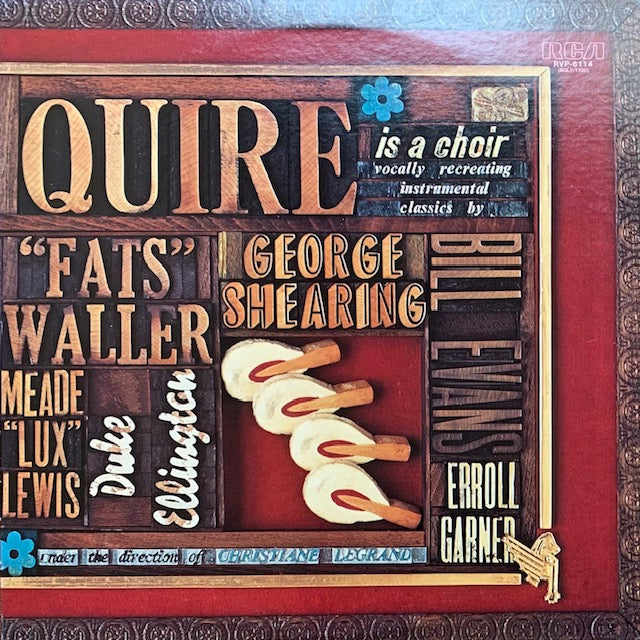 RCA
RVP-6114
QUIRE
is a choir
vocally recreating
instrumental
classics by
"FATS"
WALLER
GEORGE
SHEARING
BILL EVANS
MEADE
"LUX"
LEWIS
Duke
Ellington
ERROLL
GARNER
under the direction of CHRISTIANE LEGRAND